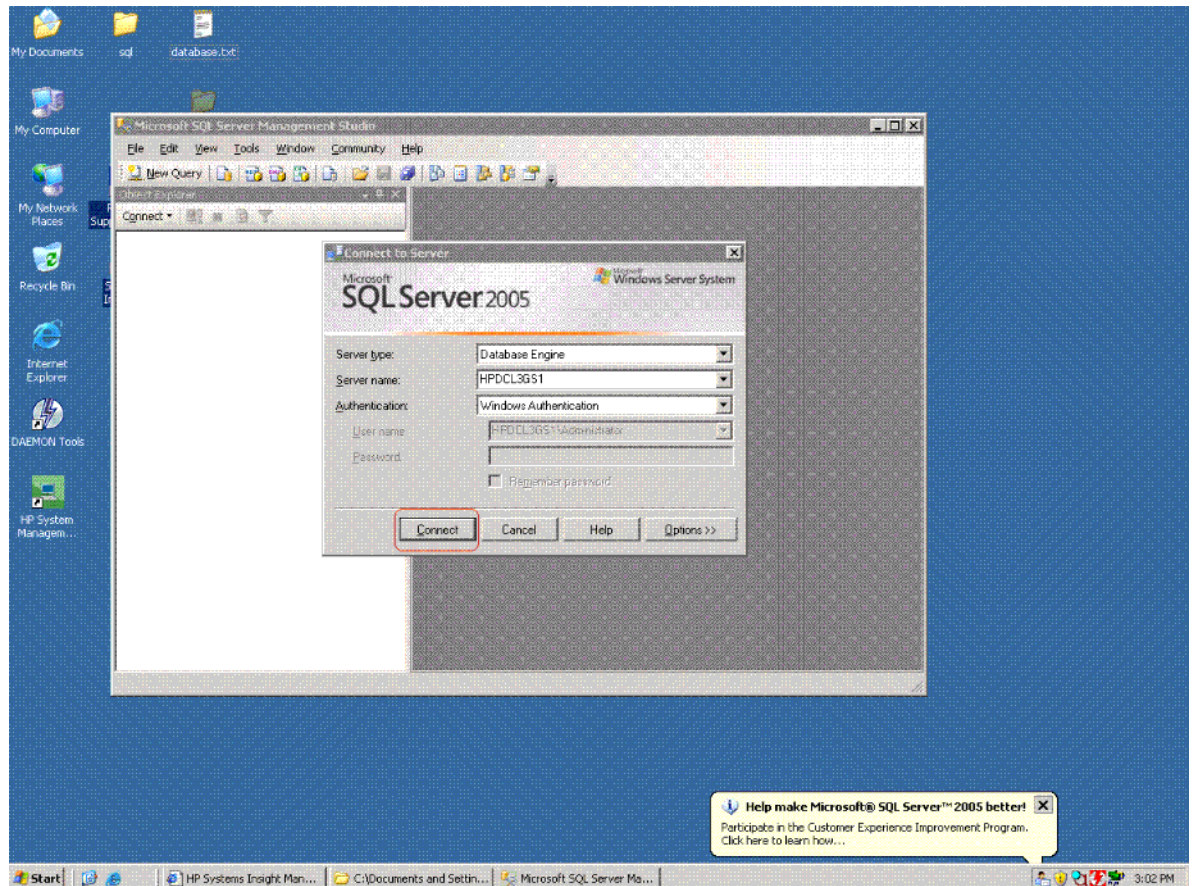 My Documents
sql
database.txt
My Computer
My Network
Places
Recycle Bin
Internet
Explorer
DAEMON Tools
HP System
Managem...
Microsoft SQL Server Management Studio
File Edit View Tools Window Community Help
New Query
Object Explorer
Connect
Connect to Server
Microsoft
SQL Server 2005
Microsoft
Windows Server System
Server type: Database Engine
Server name: HPDCL3GS1
Authentication: Windows Authentication
User name: HPDCL3GS1\Administrator
Password:
Remember password
Connect Cancel Help Options >>
Help make Microsoft® SQL Server™ 2005 better!
Participate in the Customer Experience Improvement Program.
Click here to learn how...
Start
HP Systems Insight Man...
C:\Documents and Settin...
Microsoft SQL Server Ma...
3:02 PM